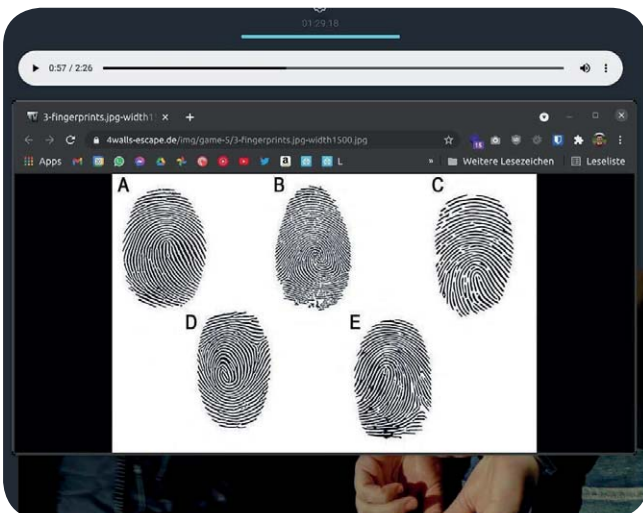 01:29:18
0:57 / 2:26
3-fingerprints.jpg-width1
4walls-escape.de/img/game-5/3-fingerprints.jpg-width1500.jpg
15
Apps
a
L
» Weitere Lesezeichen
Leseliste
A B C
D E